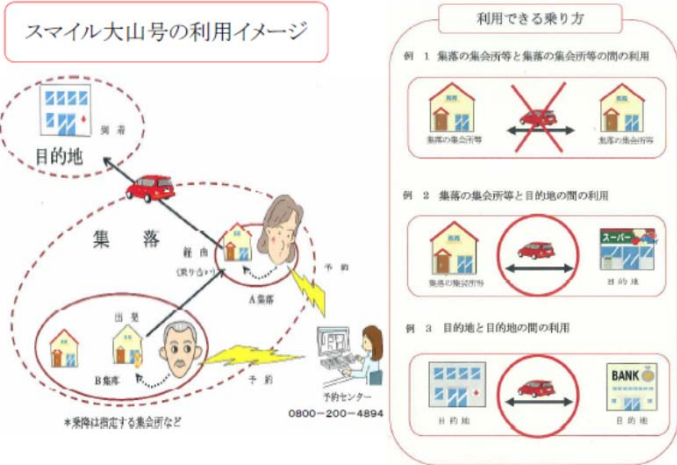 スマイル大山号の利用イメージ
到着
目的地
集落
経由
(乗り合い)
A集落
予約
出発
B集落
予約
予約センター
0800-200-4894
*乗降は指定する集会所など
利用できる乗り方
例 1 集落の集会所等と集落の集会所等の間の利用
集落の集会所等
集落の集会所等
例 2 集落の集会所等と目的地の間の利用
スーパー
集落の集会所等
目的地
例 3 目的地と目的地の間の利用
BANK
目的地
目的地